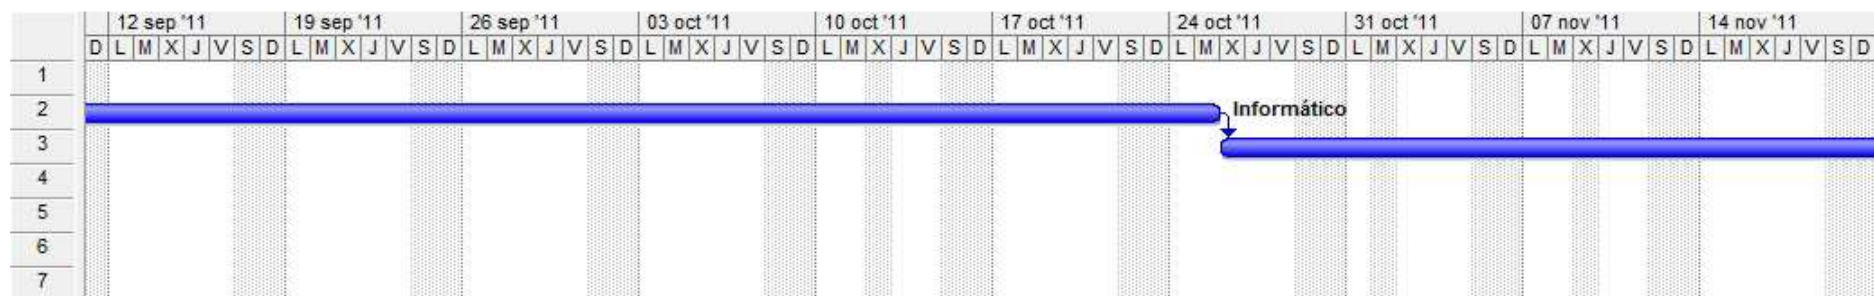 12 sep '11 19 sep '11 26 sep '11 03 oct '11 10 oct '11 17 oct '11 24 oct '11 31 oct '11 07 nov '11 14 nov '11
D L M X J V S D L M X J V S D L M X J V S D L M X J V S D L M X J V S D L M X J V S D L M X J V S D L M X J V S D L M X J V S D L M X J V S D
1
2 Informático
3
4
5
6
7